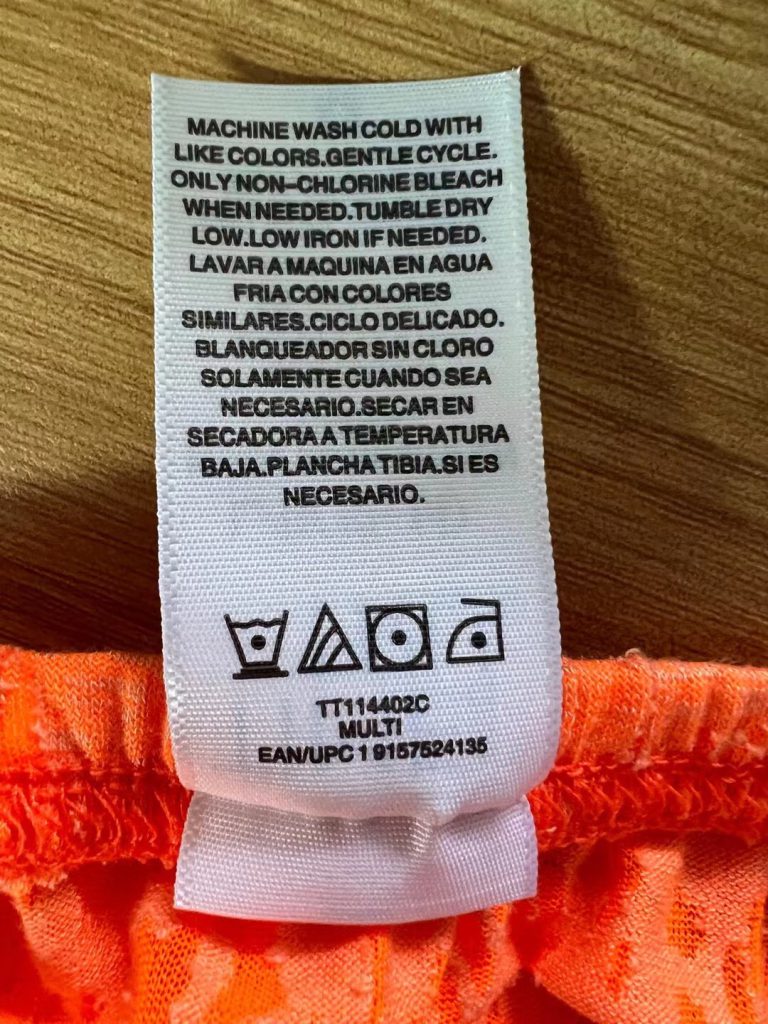 MACHINE WASH COLD WITH
LIKE COLORS.GENTLE CYCLE.
ONLY NON-CHLORINE BLEACH
WHEN NEEDED.TUMBLE DRY
LOW.LOW IRON IF NEEDED.
LAVAR A MAQUINA EN AGUA
FRIA CON COLORES
SIMILARES.CICLO DELICADO.
BLANQUEADOR SIN CLORO
SOLAMENTE CUANDO SEA
NECESARIO.SECAR EN
SECADORA A TEMPERATURA
BAJA.PLANCHA TIBIA.SI ES
NECESARIO.
TT114402C
MULTI
EAN/UPC 1 9157524135